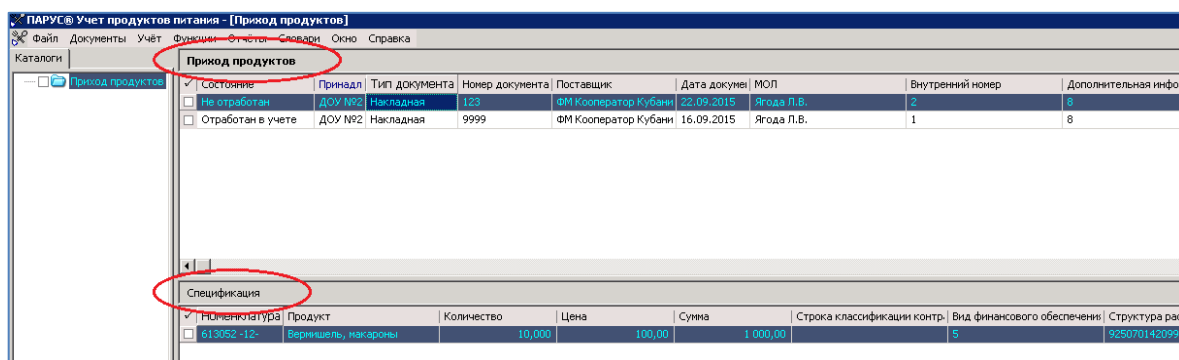 ПАРУС® Учет продуктов питания - [Приход продуктов]
Файл Документы Учёт Функции Отчёты Словари Окно Справка
Каталоги
Приход продуктов
Приход продуктов
Состояние Принадл Тип документа Номер документа Поставщик Дата докумен МОЛ Внутренний номер Дополнительная инфо
Не отработан ДОУ №2 Накладная 123 ФМ Кооператор Кубани 22.09.2015 Ягода Л.В. 2 8
Отработан в учете ДОУ №2 Накладная 9999 ФМ Кооператор Кубани 16.09.2015 Ягода Л.В. 1 8
Спецификация
Номенклатура Продукт Количество Цена Сумма Строка классификации контр. Вид финансового обеспечени Структура рас
613052 -12- Вермишель, макароны 10,000 100,00 1 000,00 5 925070142099